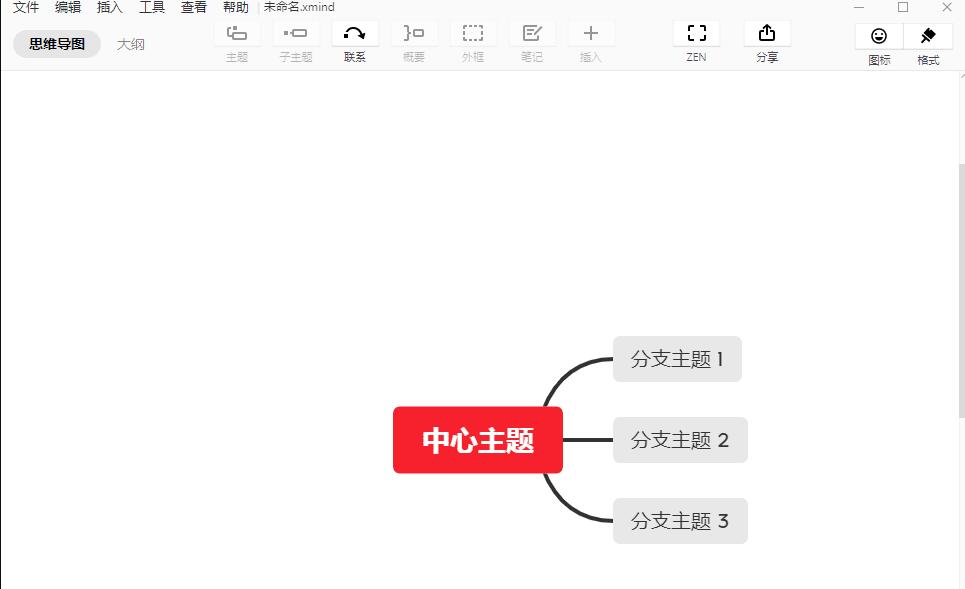 文件 编辑 插入 工具 查看 帮助 未命名.xmind
思维导图 大纲
主题 子主题 联系 概要 外框 笔记 插入 ZEN 分享 图标 格式
分支主题 1
中心主题
分支主题 2
分支主题 3